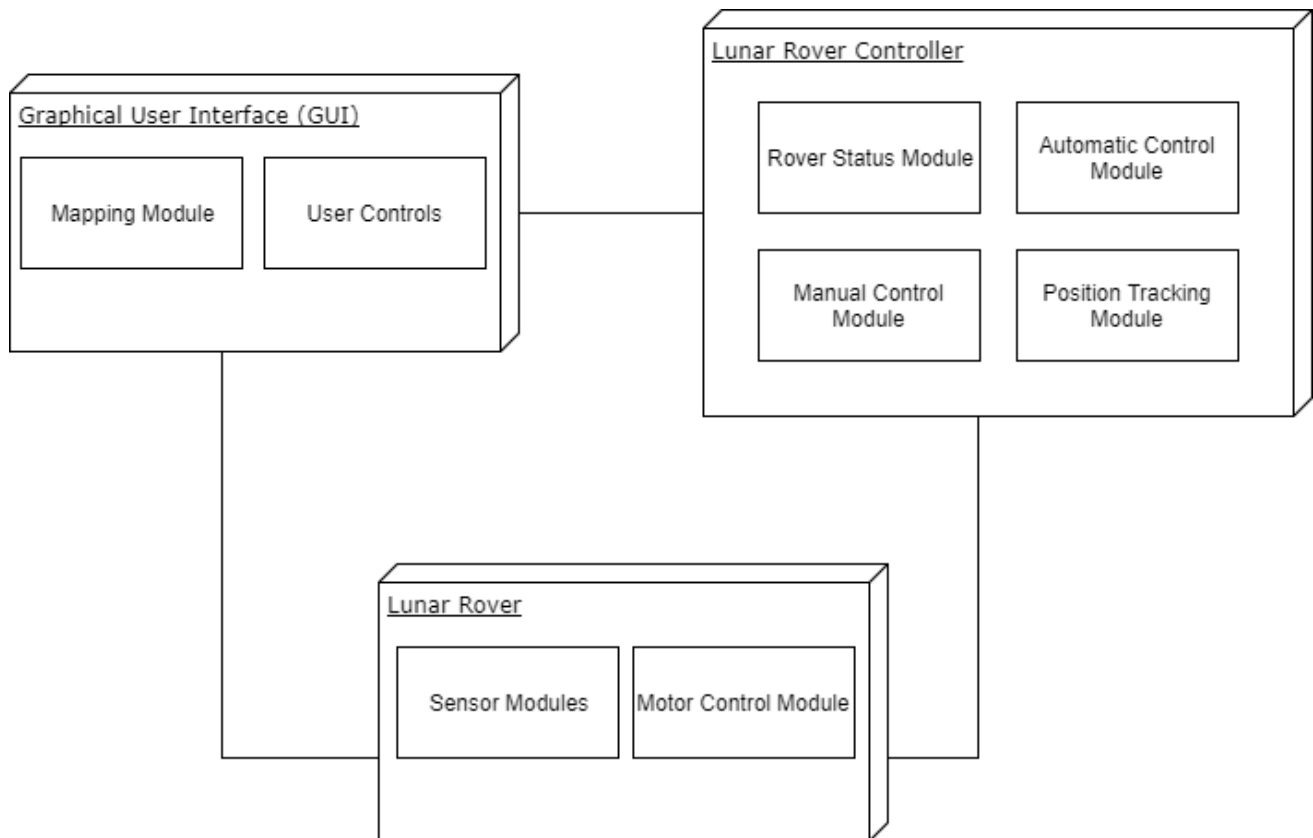 Graphical User Interface (GUI)
Mapping Module
User Controls
Lunar Rover Controller
Rover Status Module
Automatic Control
Module
Manual Control
Module
Position Tracking
Module
Lunar Rover
Sensor Modules
Motor Control Module